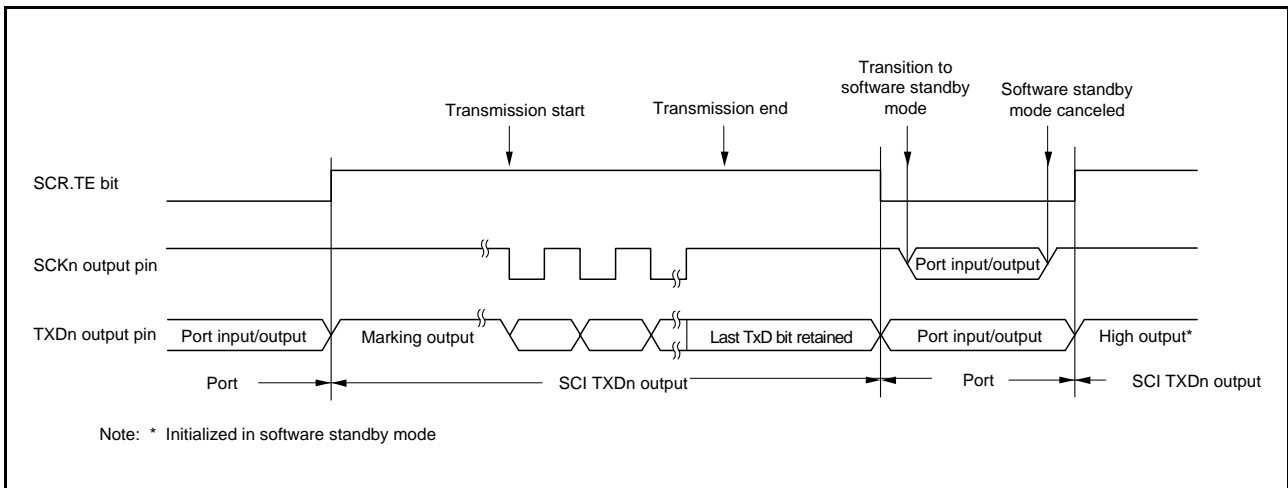 Transition to
software standby
mode
Software standby
mode canceled
Transmission start
Transmission end
SCR.TE bit
SCKn output pin
Port input/output
TXDn output pin
Port input/output
Marking output
Last TxD bit retained
Port input/output
High output*
Port
SCI TXDn output
Port
SCI TXDn output
Note: * Initialized in software standby mode